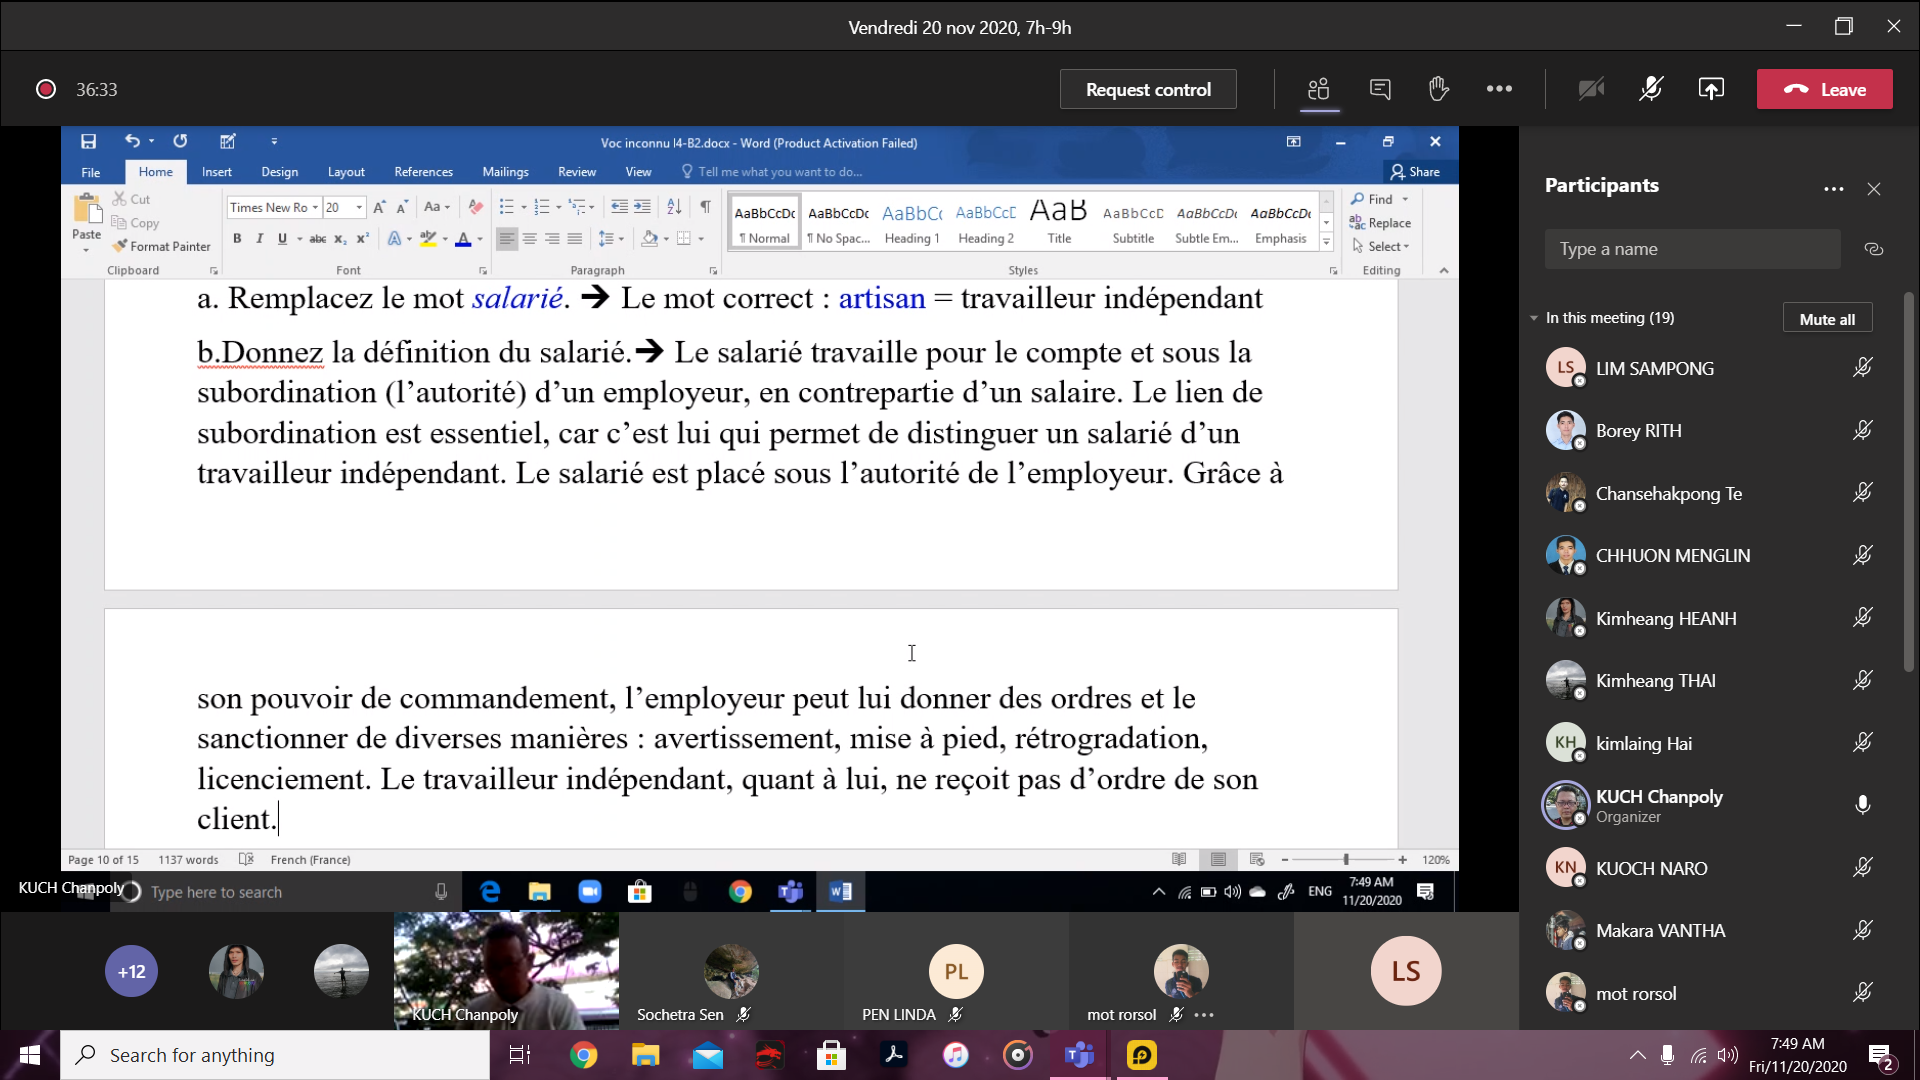 Vendredi 20 nov 2020, 7h-9h
36:33
Request control
Leave
Voc inconnu I4-B2.docx - Word (Product Activation Failed)
File Home Insert Design Layout References Mailings Review View Tell me what you want to do... Share
Paste
Cut
Copy
Format Painter
Clipboard
Times New Ro 20
Font
Paragraph
AaBbCcDc AaBbCcDc AaBbCc AaBbCcE AaB AaBbCcD AaBbCcDc AaBbCcDc
¶ Normal ¶ No Spac... Heading 1 Heading 2 Title Subtitle Subtle Em... Emphasis
Styles
Find
Replace
Select
Editing
a. Remplacez le mot salarié. ➔ Le mot correct : artisan = travailleur indépendant
b.Donnez la définition du salarié.➔ Le salarié travaille pour le compte et sous la
subordination (l’autorité) d’un employeur, en contrepartie d’un salaire. Le lien de
subordination est essentiel, car c’est lui qui permet de distinguer un salarié d’un
travailleur indépendant. Le salarié est placé sous l’autorité de l’employeur. Grâce à
son pouvoir de commandement, l’employeur peut lui donner des ordres et le
sanctionner de diverses manières : avertissement, mise à pied, rétrogradation,
licenciement. Le travailleur indépendant, quant à lui, ne reçoit pas d’ordre de son
client.
Page 10 of 15 1137 words French (France) 120%
KUCH Chanpoly
Type here to search
ENG
7:49 AM
11/20/2020
Participants
Type a name
In this meeting (19)
Mute all
LS LIM SAMPONG
Borey RITH
Chansehakpong Te
CHHUON MENGLIN
Kimheang HEANH
Kimheang THAI
KH kimlaing Hai
KUCH Chanpoly
Organizer
KN KUOCH NARO
Makara VANTHA
mot rorsol
+12
KUCH Chanpoly
Sochetra Sen
PL
PEN LINDA
mot rorsol
LS
Search for anything
7:49 AM
Fri/11/20/2020
2